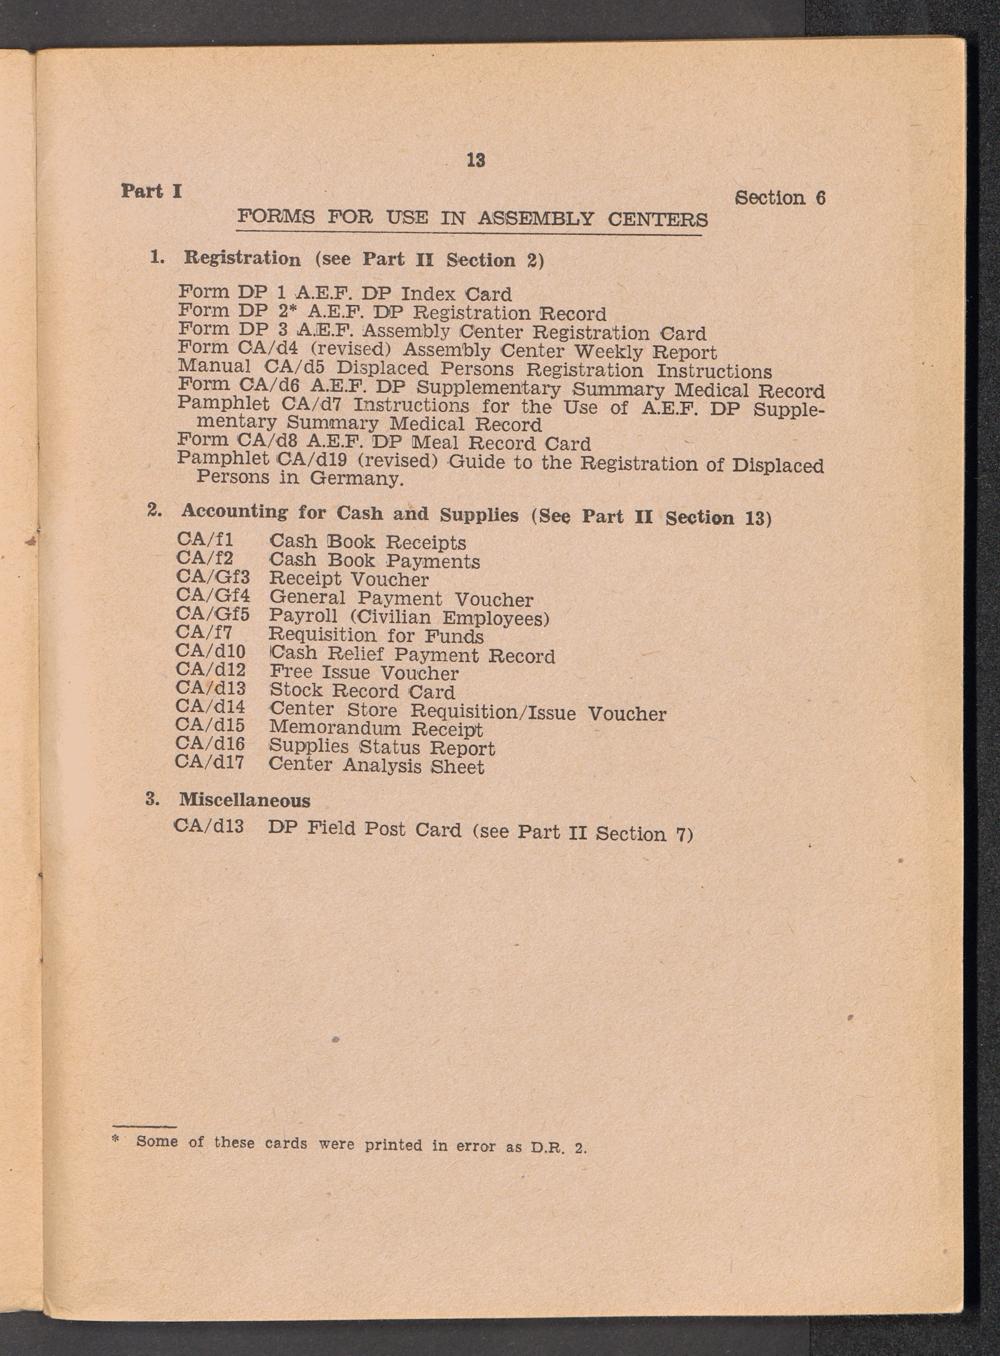 13
Part I
Section 6
FORMS FOR USE IN ASSEMBLY CENTERS
1. Registration (see Part II Section 2)
Form DP 1 A.E.F. DP Index Card
Form DP 2* A.E.F. DP Registration Record
Form DP 3 A.E.F. Assembly Center Registration Card
Form CA/d4 (revised) Assembly Center Weekly Report
Manual CA/d5 Displaced Persons Registration Instructions
Form CA/d6 A.E.F. DP Supplementary Summary Medical Record
Pamphlet CA/d7 Instructions for the Use of A.E.F. DP Supple-
mentary Summary Medical Record
Form CA/d8 A.E.F. DP Meal Record Card
Pamphlet CA/d19 (revised) Guide to the Registration of Displaced
Persons in Germany.
2. Accounting for Cash and Supplies (See Part II Section 13)
CA/f1 Cash Book Receipts
CA/f2 Cash Book Payments
CA/Gf3 Receipt Voucher
CA/Gf4 General Payment Voucher
CA/Gf5 Payroll (Civilian Employees)
CA/f7 Requisition for Funds
CA/d10 Cash Relief Payment Record
CA/d12 Free Issue Voucher
CA/d13 Stock Record Card
CA/d14 Center Store Requisition/Issue Voucher
CA/d15 Memorandum Receipt
CA/d16 Supplies Status Report
CA/d17 Center Analysis Sheet
3. Miscellaneous
CA/d13 DP Field Post Card (see Part II Section 7)
* Some of these cards were printed in error as D.R. 2.